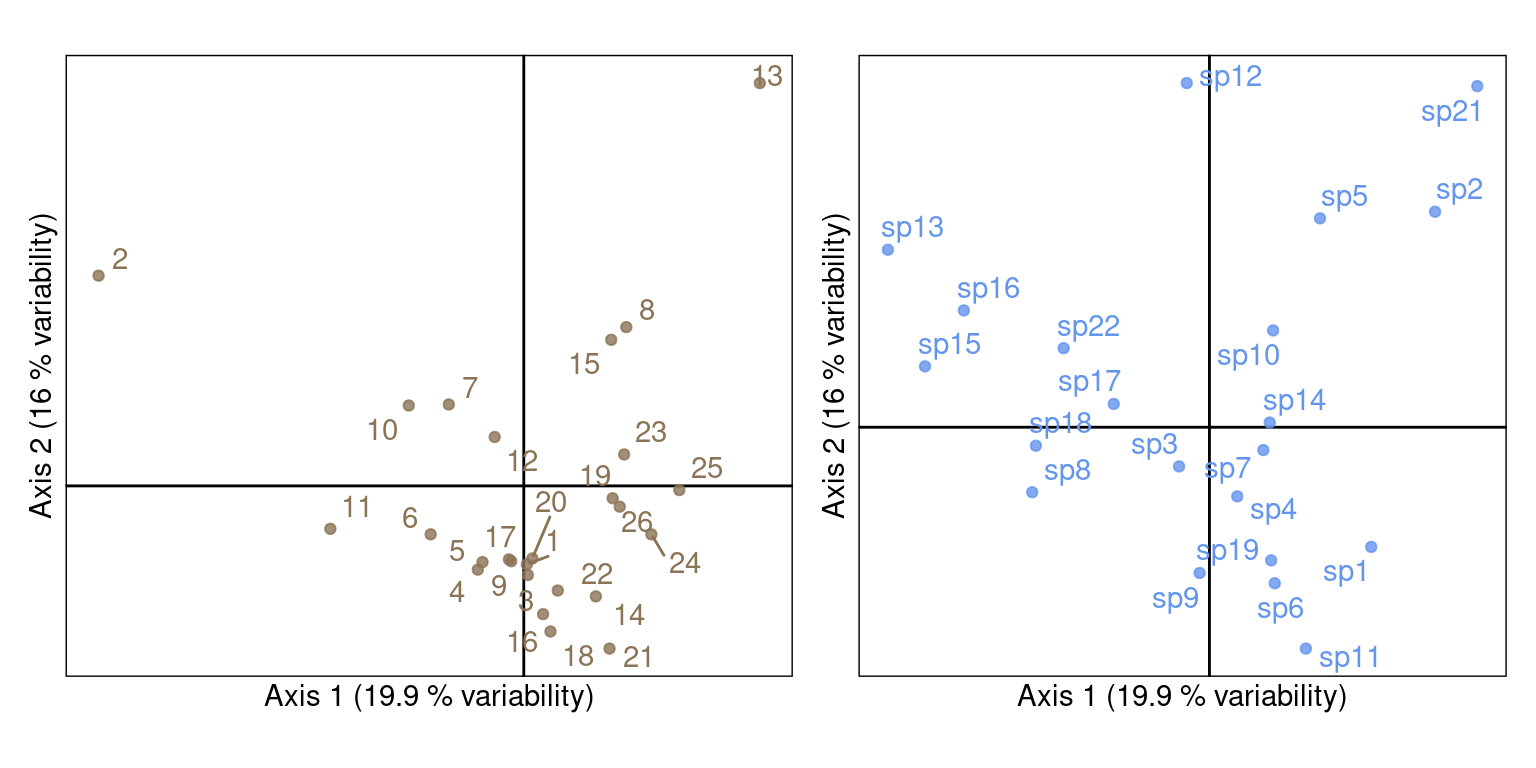 13
2
8
15
7
10
12
23
25
19
20
26
24
11
6
17
1
5
4
9
3
22
14
16
18
21
Axis 2 (16 % variability)
Axis 1 (19.9 % variability)
sp12
sp21
sp2
sp5
sp13
sp16
sp15
sp22
sp10
sp17
sp14
sp18
sp3
sp7
sp8
sp4
sp19
sp1
sp9
sp6
sp11
Axis 2 (16 % variability)
Axis 1 (19.9 % variability)